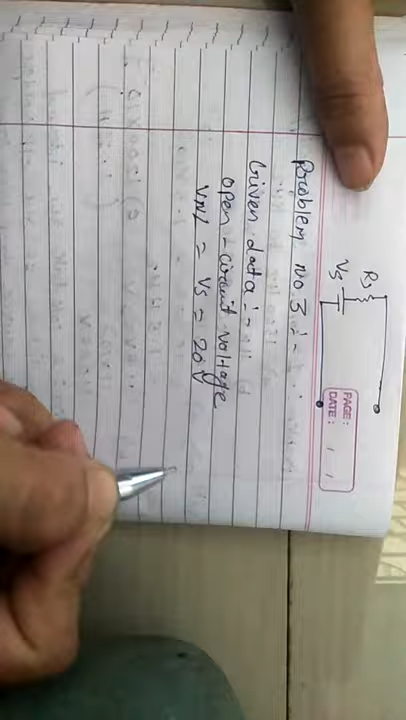 Rs
Vs
PAGE:
DATE: / /
Problem No.3 :-
Given data :-
open-circuit voltage
VNL = Vs = 20V